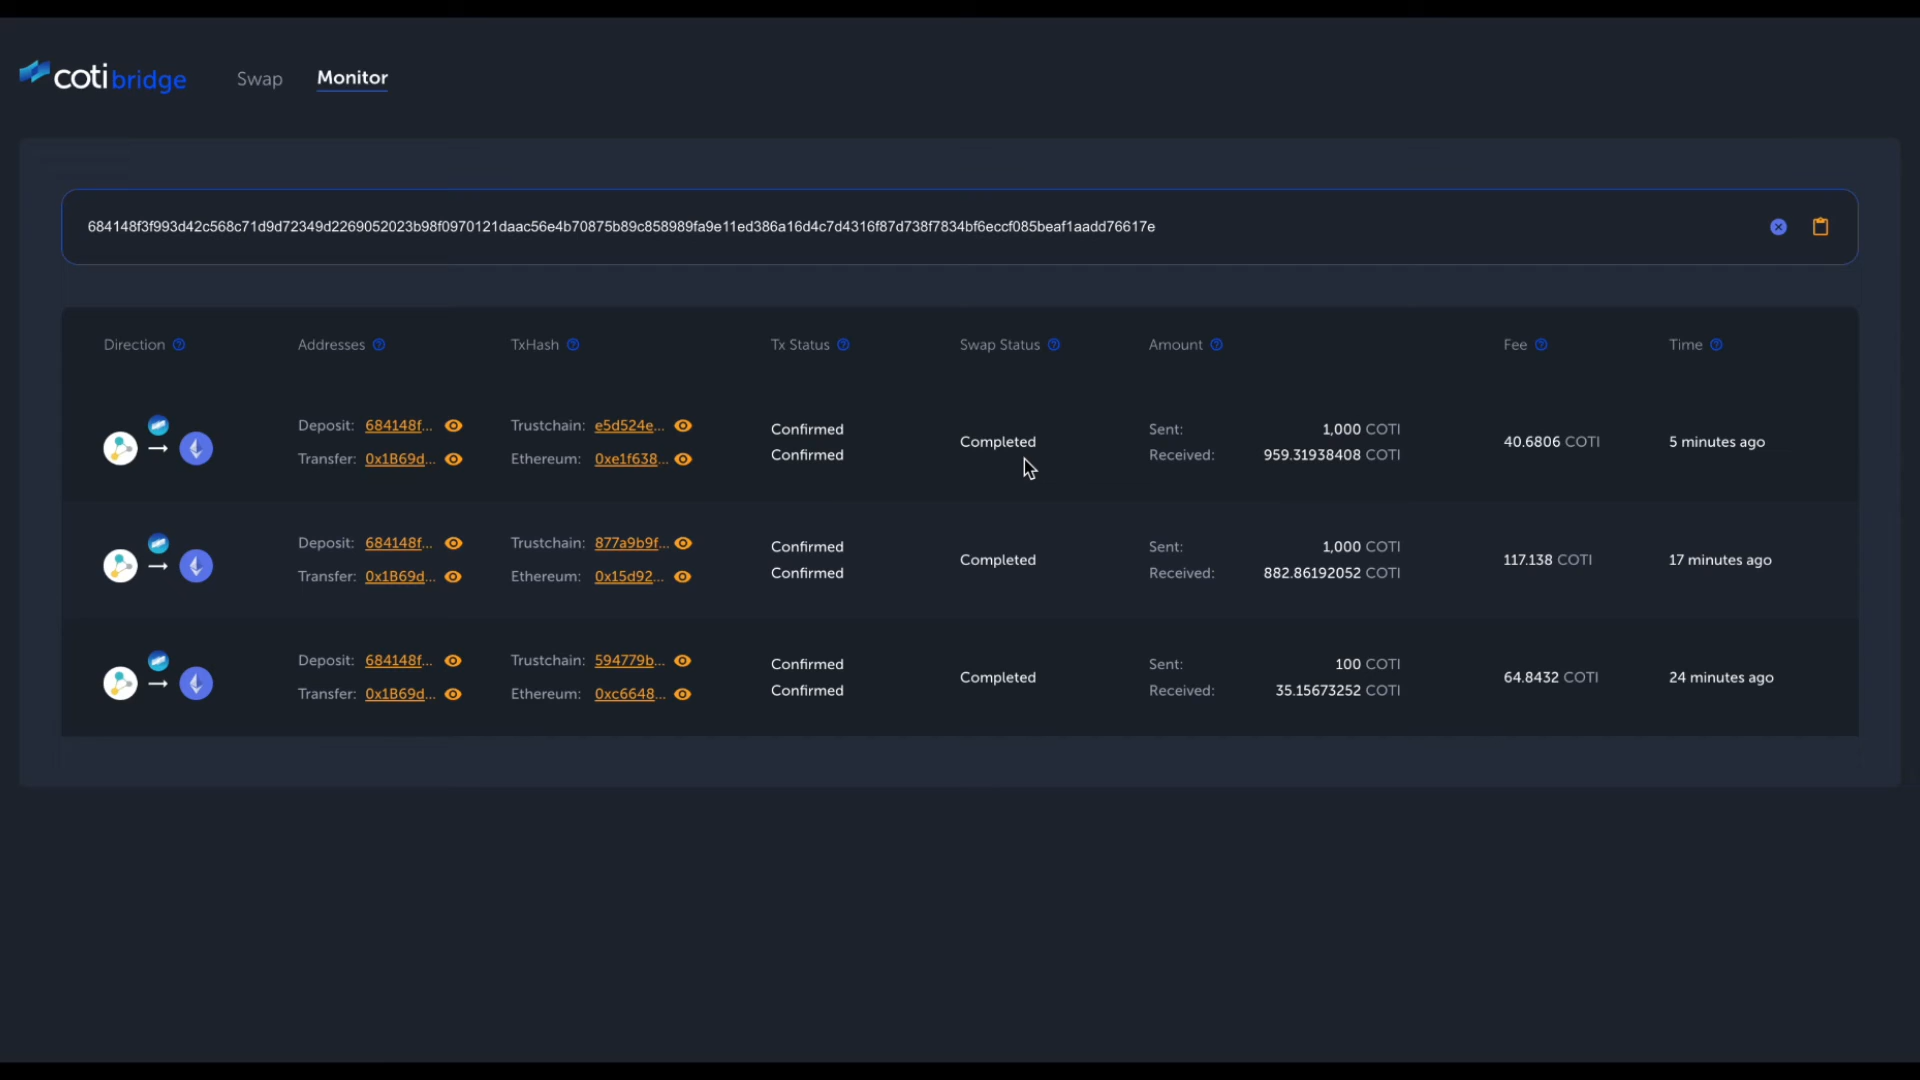 coti bridge Swap Monitor
684148f3f993d42c568c71d9d72349d2269052023b98f0970121daac56e4b70875b89c858989fa9e11ed386a16d4c7d4316f87d738f7834bf6eccf085beaf1aadd76617e
Direction Addresses TxHash Tx Status Swap Status Amount Fee Time
Deposit: 684148f... Trustchain: e5d524e... Confirmed Sent: 1,000 COTI
Completed 40.6806 COTI 5 minutes ago
Transfer: 0x1B69d... Ethereum: 0xe1f638... Confirmed Received: 959.31938408 COTI
Deposit: 684148f... Trustchain: 877a9b9f... Confirmed Sent: 1,000 COTI
Completed 117.138 COTI 17 minutes ago
Transfer: 0x1B69d... Ethereum: 0x15d92... Confirmed Received: 882.86192052 COTI
Deposit: 684148f... Trustchain: 594779b... Confirmed Sent: 100 COTI
Completed 64.8432 COTI 24 minutes ago
Transfer: 0x1B69d... Ethereum: 0xc6648... Confirmed Received: 35.15673252 COTI